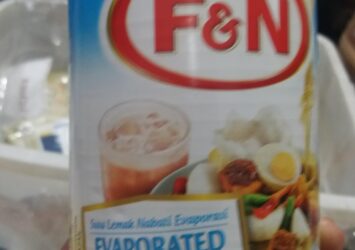 F&N
Susu Lemak Nabati Evaporasi
EVAPORATED